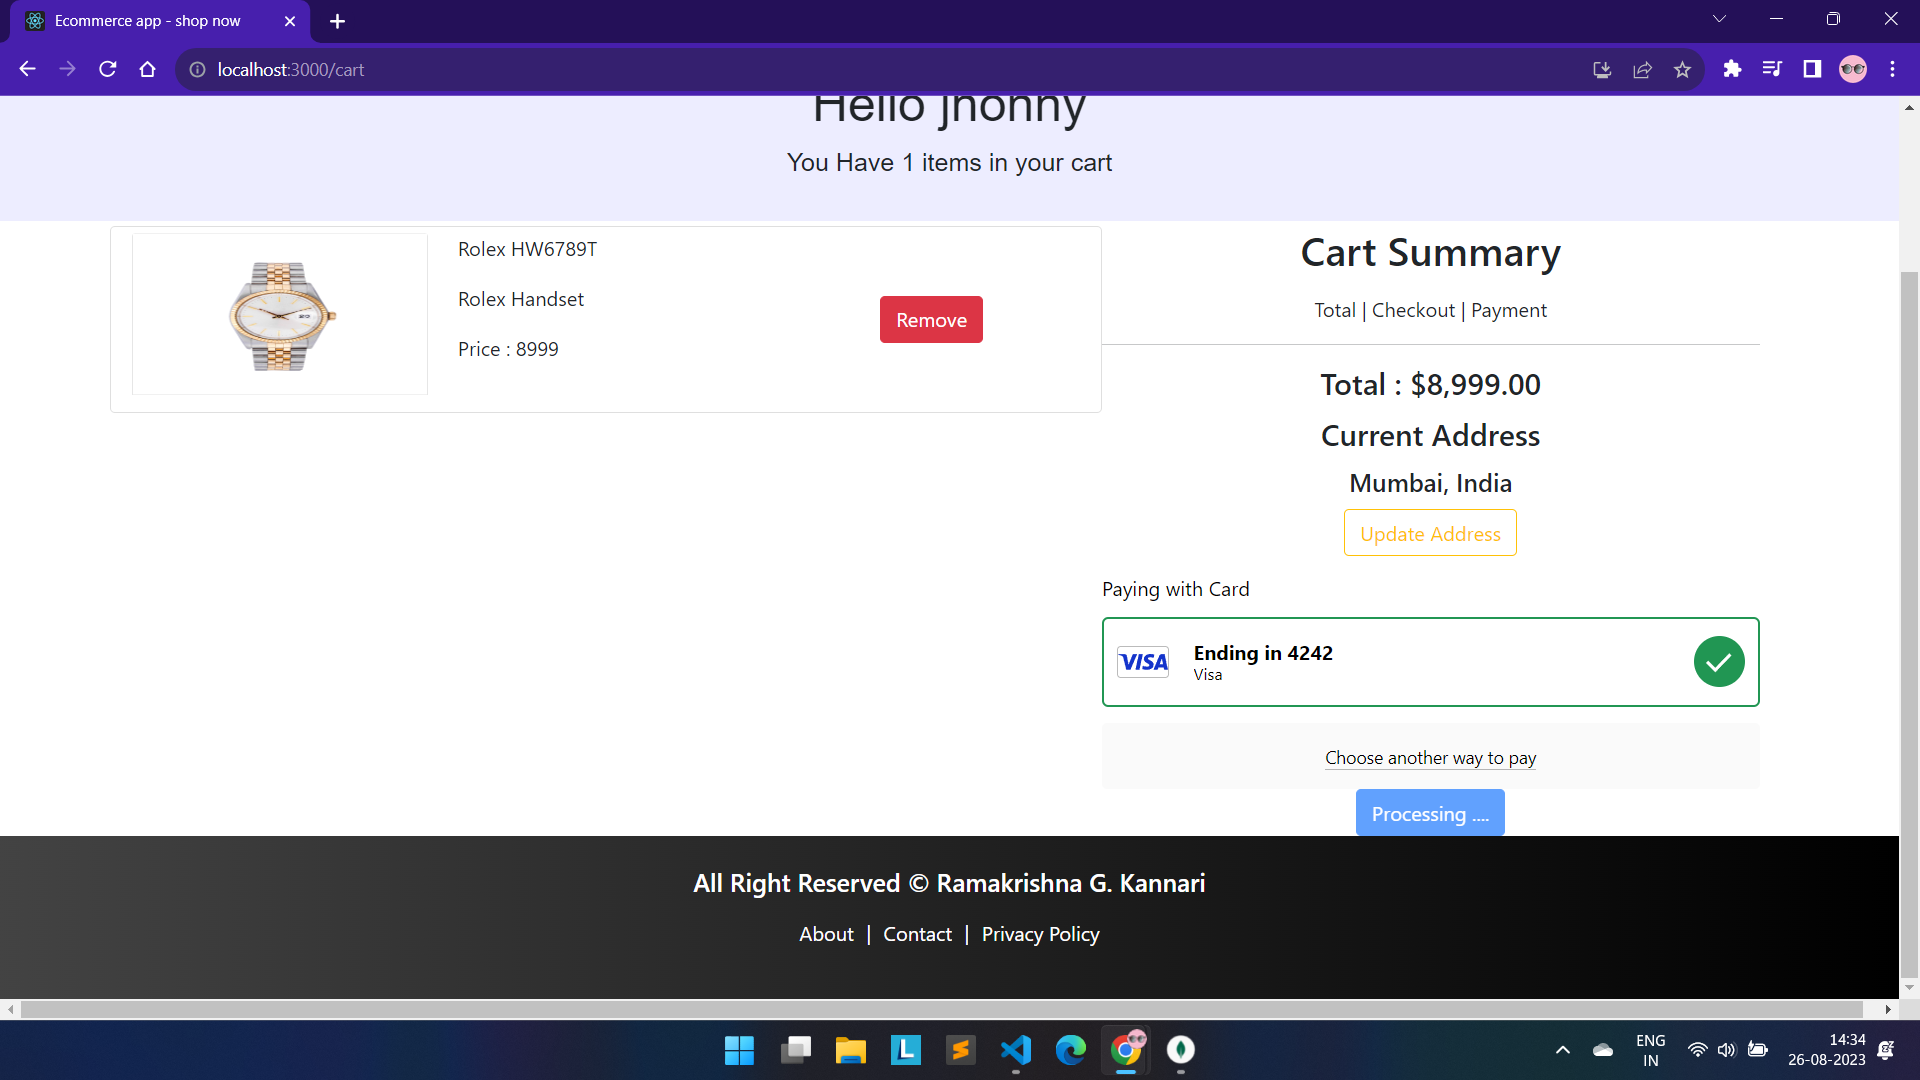 Ecommerce app - shop now
localhost:3000/cart
Hello jhonny
You Have 1 items in your cart
Rolex HW6789T
Rolex Handset
Price : 8999
Remove
Cart Summary
Total | Checkout | Payment
Total : $8,999.00
Current Address
Mumbai, India
Update Address
Paying with Card
VISA
Ending in 4242
Visa
Choose another way to pay
Processing ....
All Right Reserved © Ramakrishna G. Kannari
About | Contact | Privacy Policy
L
ENG
IN
14:34
26-08-2023